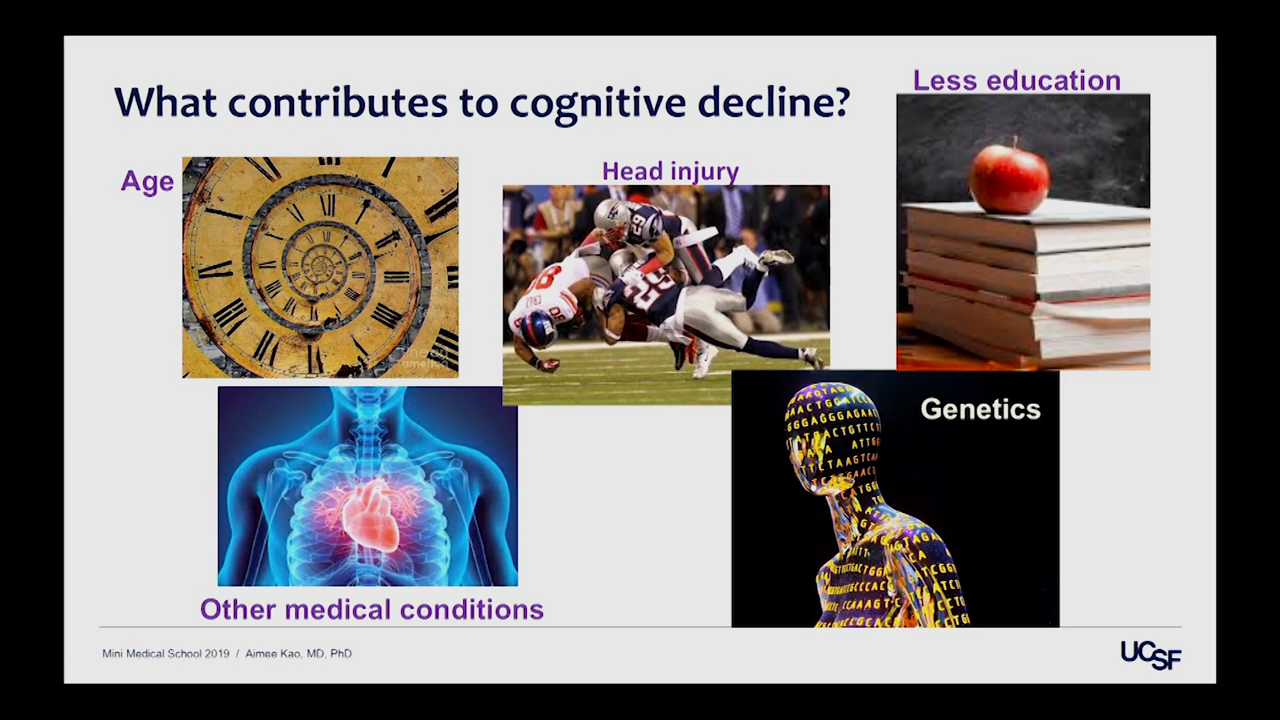 What contributes to cognitive decline?
Less education
Age
Head injury
Genetics
Other medical conditions
Mini Medical School 2019 / Aimee Kao, MD, PhD
UCSF